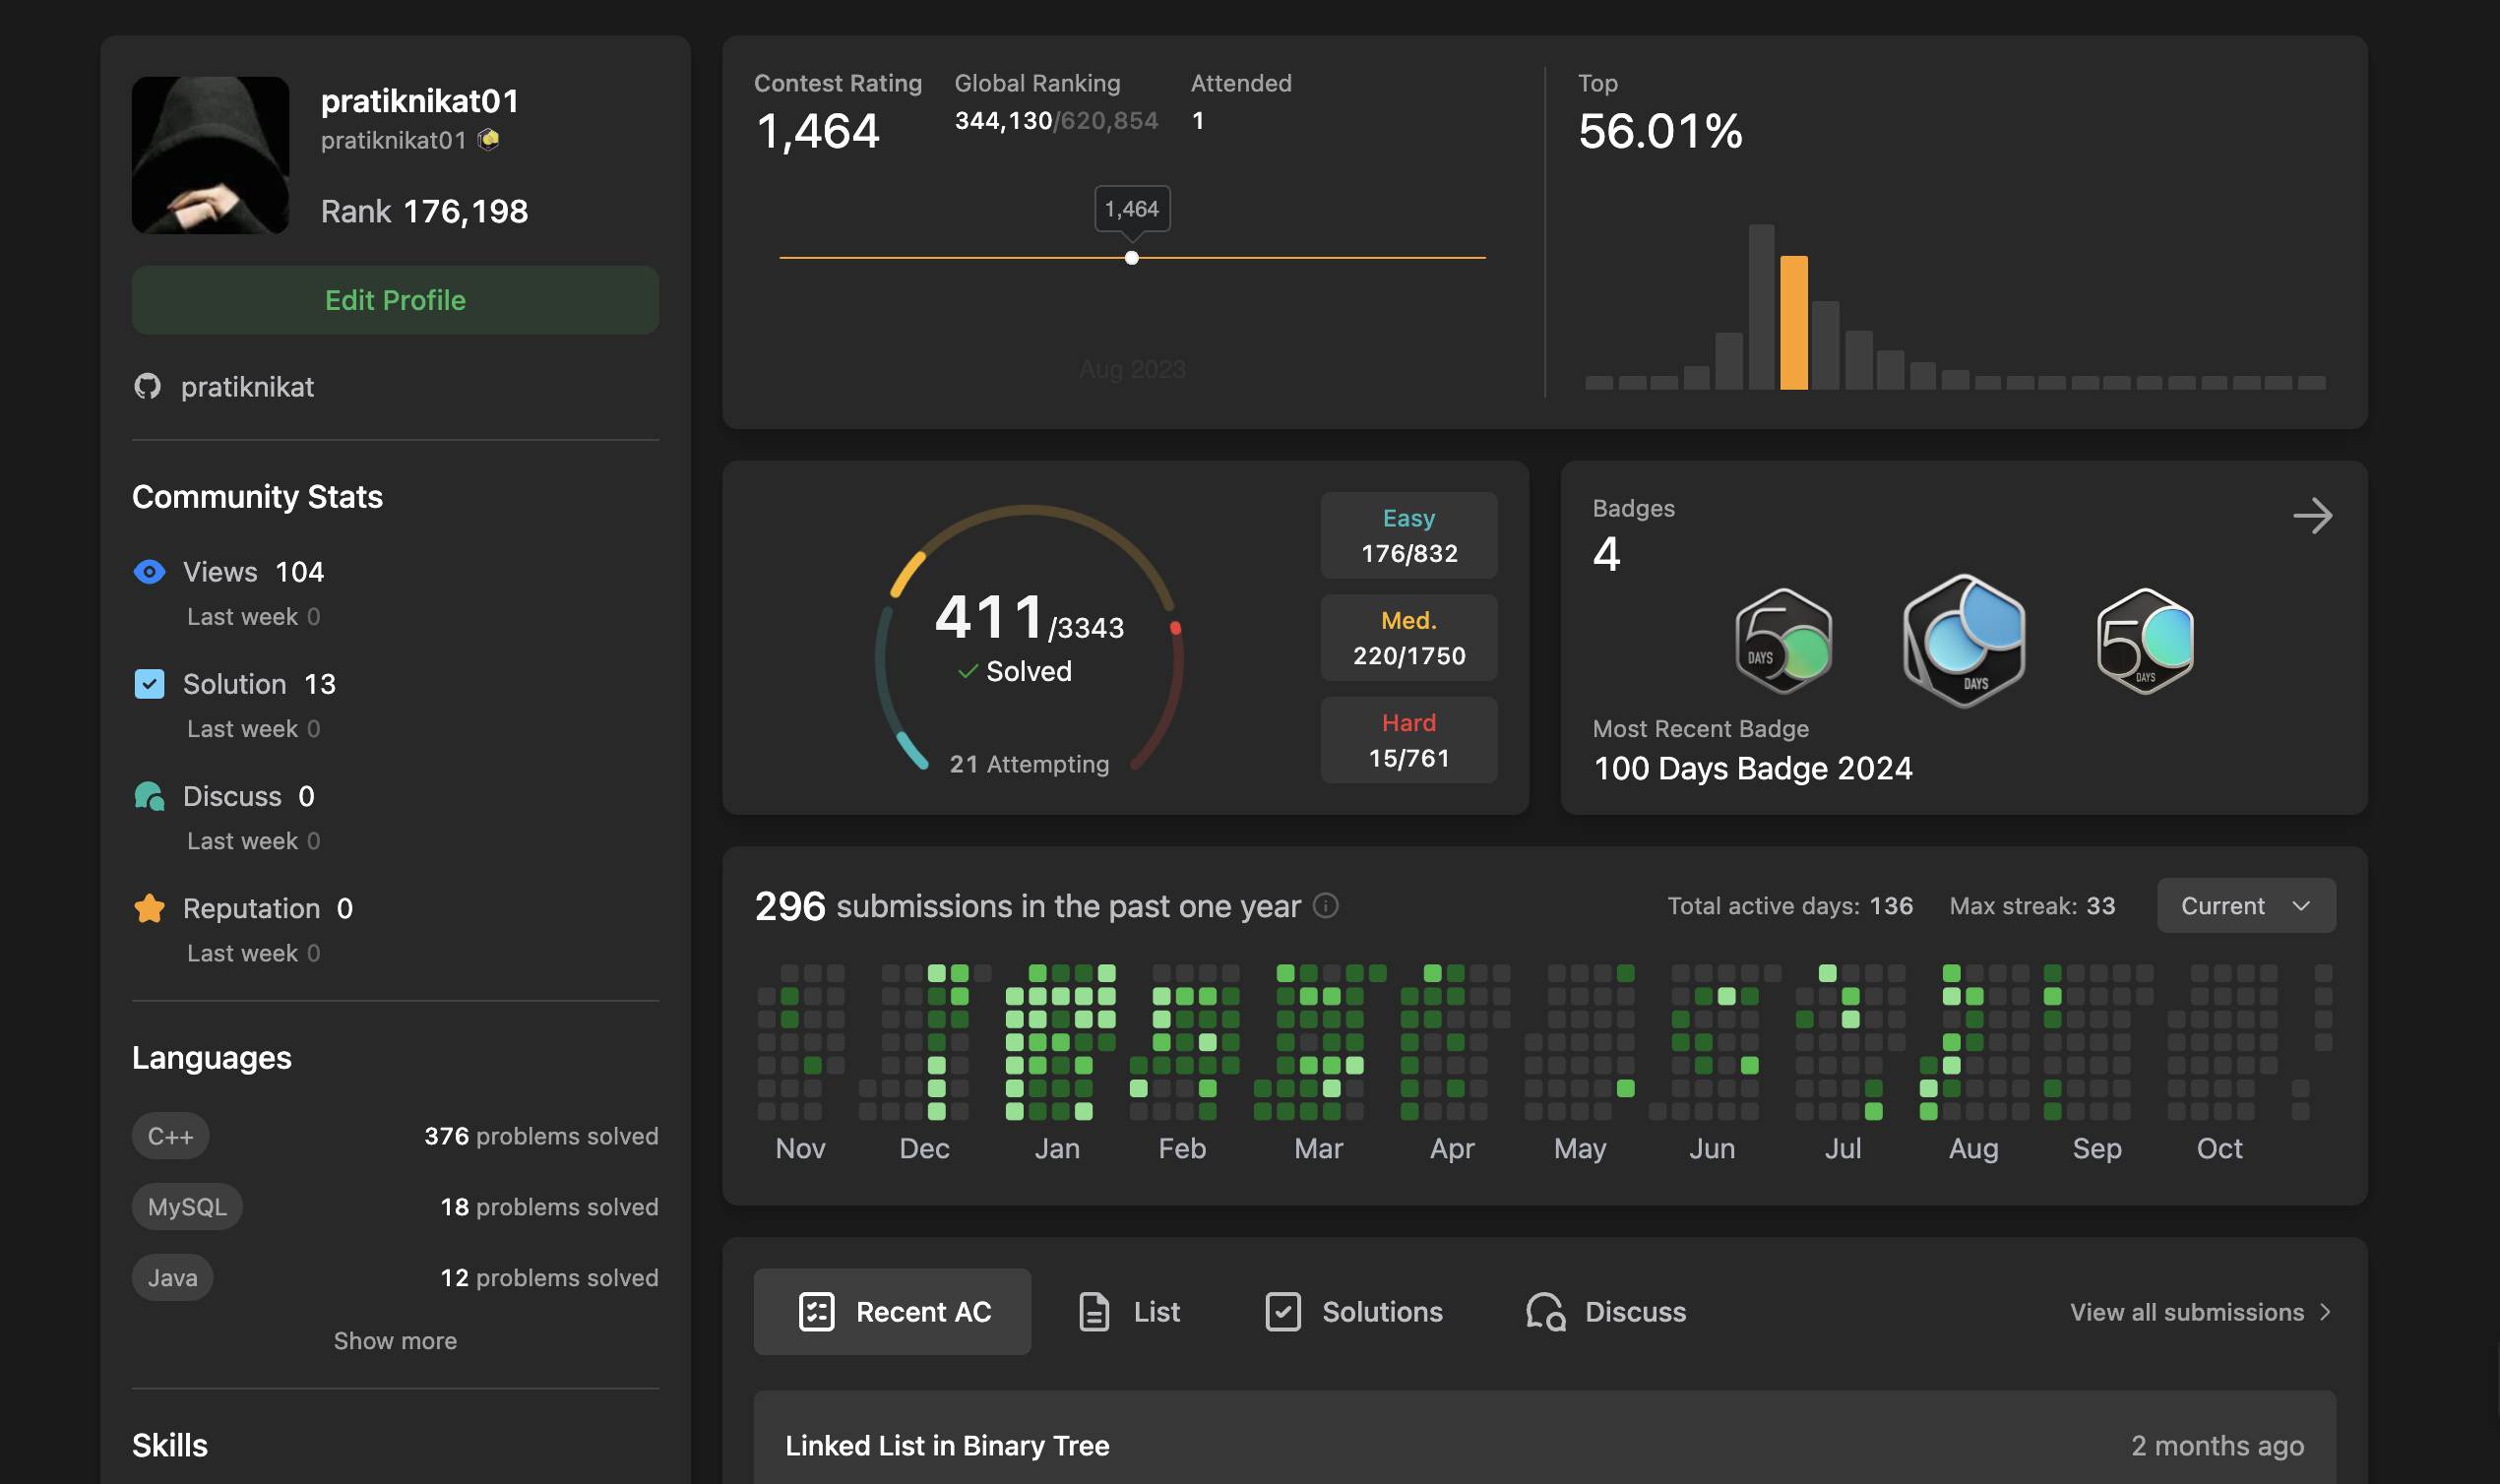 pratiknikat01
pratiknikat01
Rank 176,198
Edit Profile
pratiknikat
Community Stats
Views 104
Last week 0
Solution 13
Last week 0
Discuss 0
Last week 0
Reputation 0
Last week 0
Languages
C++ 376 problems solved
MySQL 18 problems solved
Java 12 problems solved
Show more
Skills
Contest Rating Global Ranking Attended
1,464 344,130/620,854 1
1,464
Aug 2023
Top
56.01%
411/3343
Solved
21 Attempting
Easy
176/832
Med.
220/1750
Hard
15/761
Badges
4
50 DAYS
DAYS
50 DAYS
Most Recent Badge
100 Days Badge 2024
296 submissions in the past one year Total active days: 136 Max streak: 33 Current
Nov Dec Jan Feb Mar Apr May Jun Jul Aug Sep Oct
Recent AC List Solutions Discuss View all submissions
Linked List in Binary Tree 2 months ago